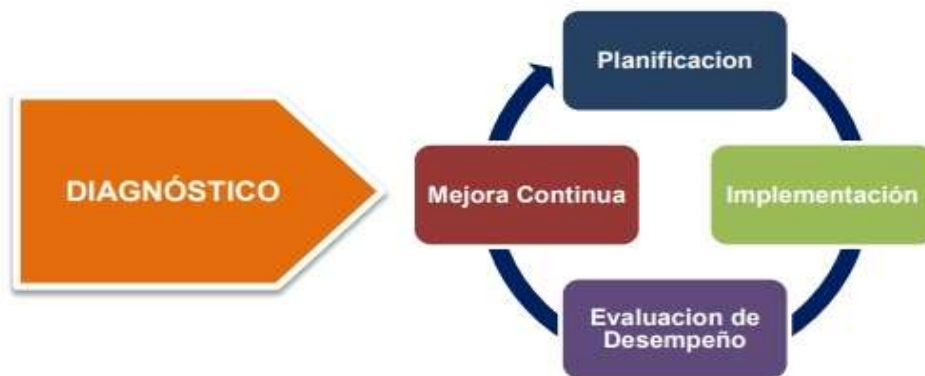 DIAGNÓSTICO
Planificacion
Implementación
Evaluacion de
Desempeño
Mejora Continua